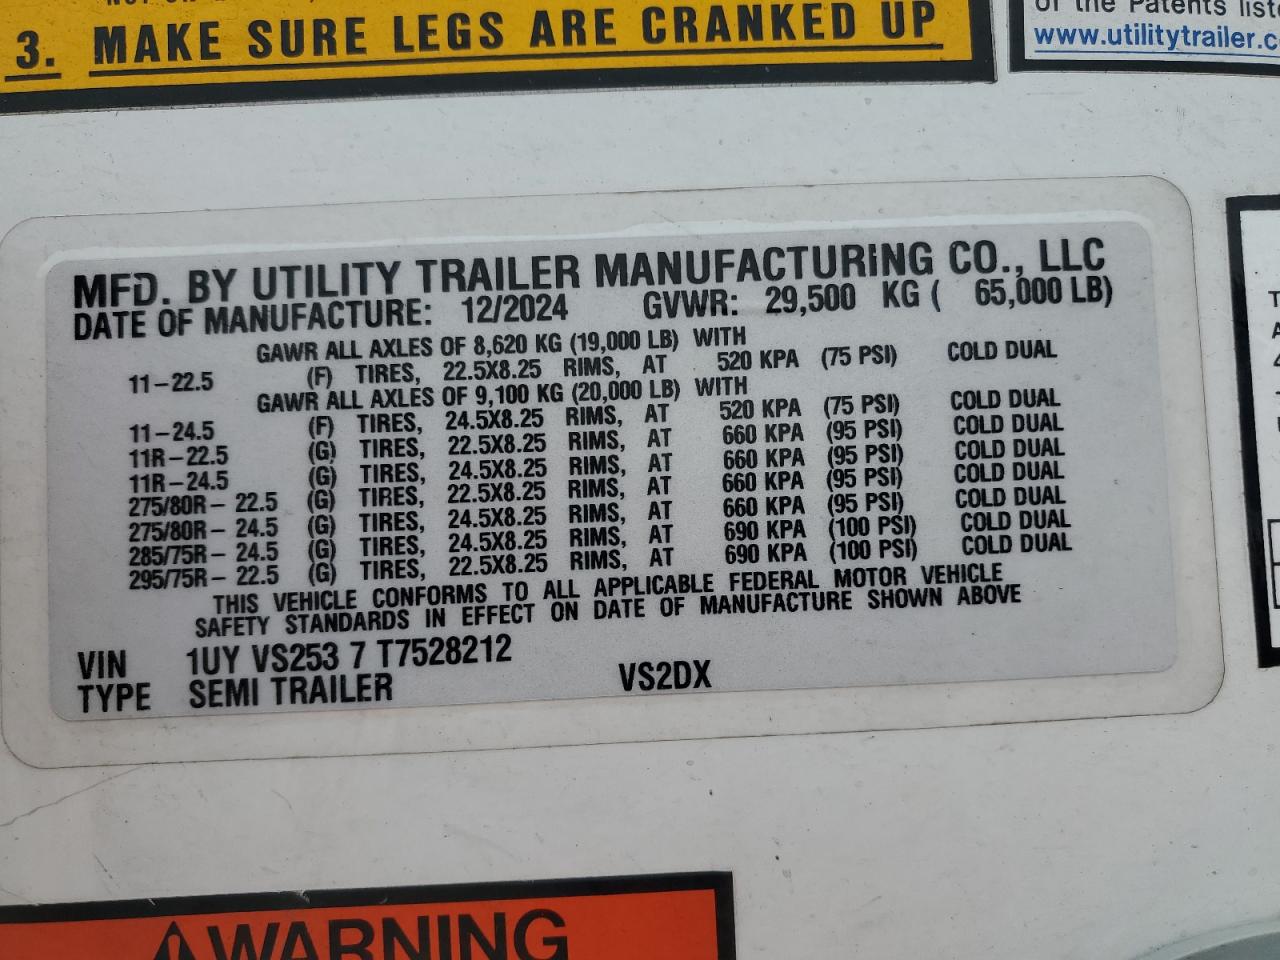 3. MAKE SURE LEGS ARE CRANKED UP
of the Patents
www.utilitytrailer.c
MFD. BY UTILITY TRAILER MANUFACTURING CO., LLC
DATE OF MANUFACTURE: 12/2024 GVWR: 29,500 KG ( 65,000 LB)
GAWR ALL AXLES OF 8,620 KG (19,000 LB) WITH
11-22.5 (F) TIRES, 22.5X8.25 RIMS, AT 520 KPA (75 PSI) COLD DUAL
GAWR ALL AXLES OF 9,100 KG (20,000 LB) WITH
11-24.5 (F) TIRES, 24.5X8.25 RIMS, AT 520 KPA (75 PSI) COLD DUAL
11R-22.5 (G) TIRES, 22.5X8.25 RIMS, AT 660 KPA (95 PSI) COLD DUAL
11R-24.5 (G) TIRES, 24.5X8.25 RIMS, AT 660 KPA (95 PSI) COLD DUAL
275/80R- 22.5 (G) TIRES, 22.5X8.25 RIMS, AT 660 KPA (95 PSI) COLD DUAL
275/80R- 24.5 (G) TIRES, 24.5X8.25 RIMS, AT 660 KPA (95 PSI) COLD DUAL
285/75R- 24.5 (G) TIRES, 24.5X8.25 RIMS, AT 690 KPA (100 PSI) COLD DUAL
295/75R- 22.5 (G) TIRES, 22.5X8.25 RIMS, AT 690 KPA (100 PSI) COLD DUAL
THIS VEHICLE CONFORMS TO ALL APPLICABLE FEDERAL MOTOR VEHICLE
SAFETY STANDARDS IN EFFECT ON DATE OF MANUFACTURE SHOWN ABOVE
VIN 1UY VS253 7 T7528212
TYPE SEMI TRAILER VS2DX
WARNING